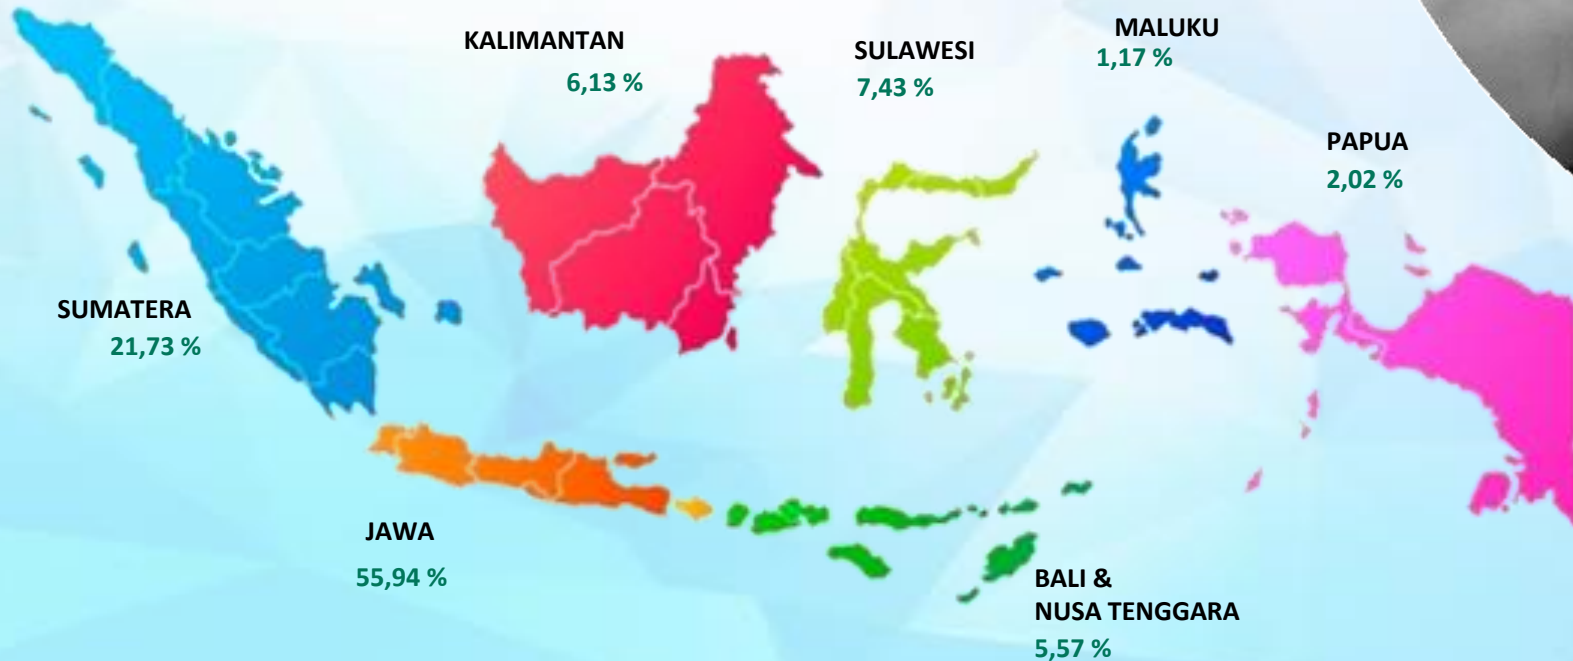 KALIMANTAN
6,13 %
SULAWESI
7,43 %
MALUKU
1,17 %
PAPUA
2,02 %
SUMATERA
21,73 %
JAWA
55,94 %
BALI &
NUSA TENGGARA
5,57 %